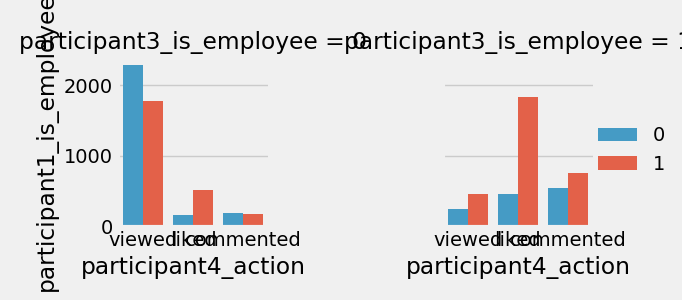 participant3_is_employee = 0
participant3_is_employee = 1
participant1_is_employee
2000
1000
0
viewed liked commented
viewed liked commented
participant4_action
participant4_action
0
1